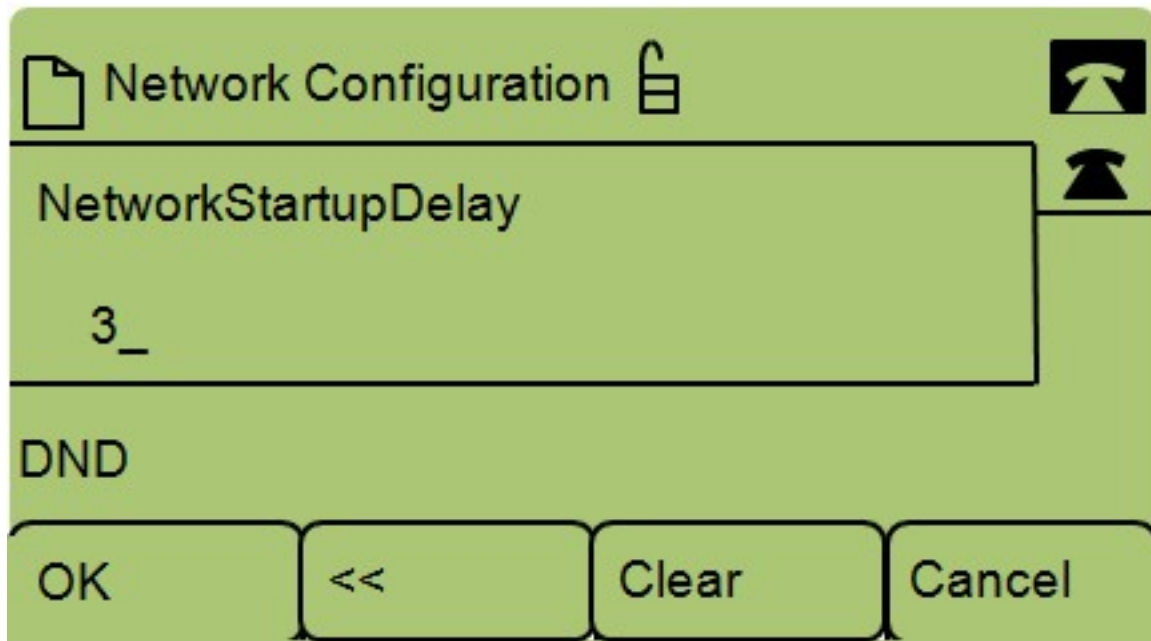 Network Configuration
NetworkStartupDelay
3_
DND
OK << Clear Cancel